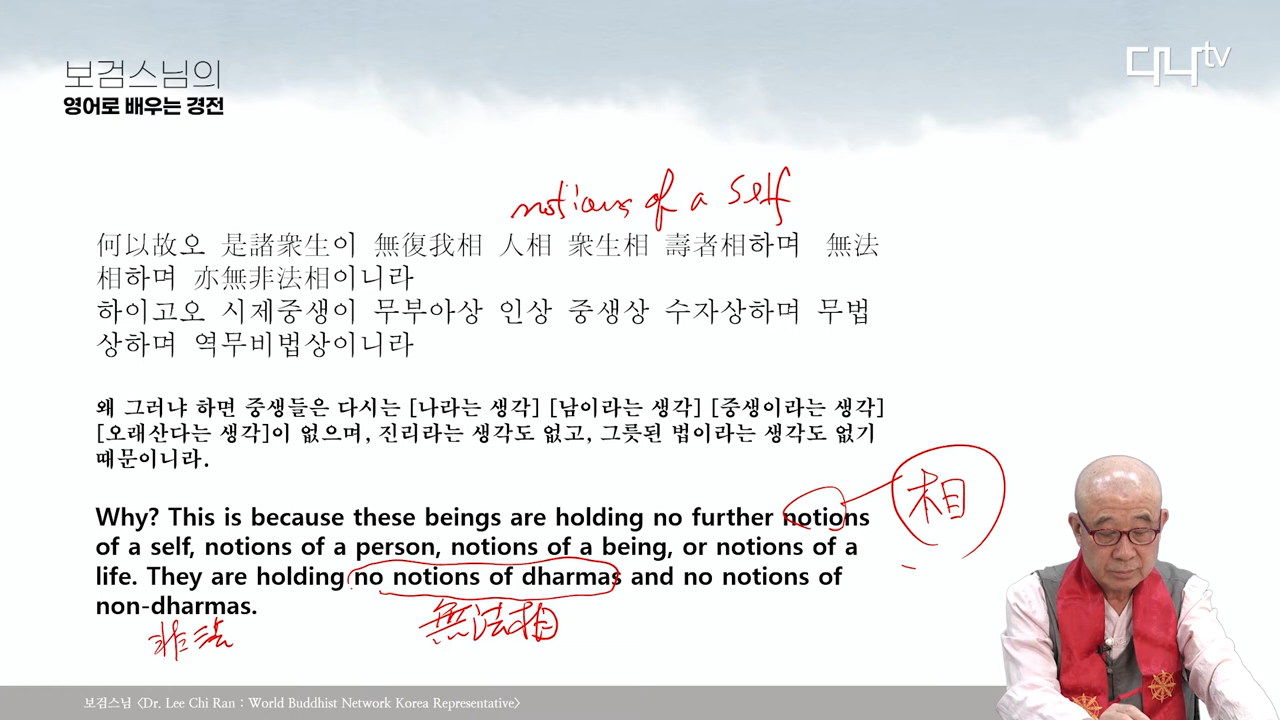 보검스님의
영어로 배우는 경전
디나tv
notions of a self
何以故오 是諸衆生이 無復我相 人相 衆生相 壽者相하며 無法
相하며 亦無非法相이니라
하이고오 시제중생이 무부아상 인상 중생상 수자상하며 무법
상하며 역무비법상이니라
왜 그러냐 하면 중생들은 다시는 [나라는 생각] [남이라는 생각] [중생이라는 생각]
[오래산다는 생각]이 없으며, 진리라는 생각도 없고, 그릇된 법이라는 생각도 없기
때문이니라.
相
Why? This is because these beings are holding no further notions
of a self, notions of a person, notions of a being, or notions of a
life. They are holding no notions of dharmas and no notions of
non-dharmas.
非法
無法相
보검스님 <Dr. Lee Chi Ran : World Buddhist Network Korea Representative>